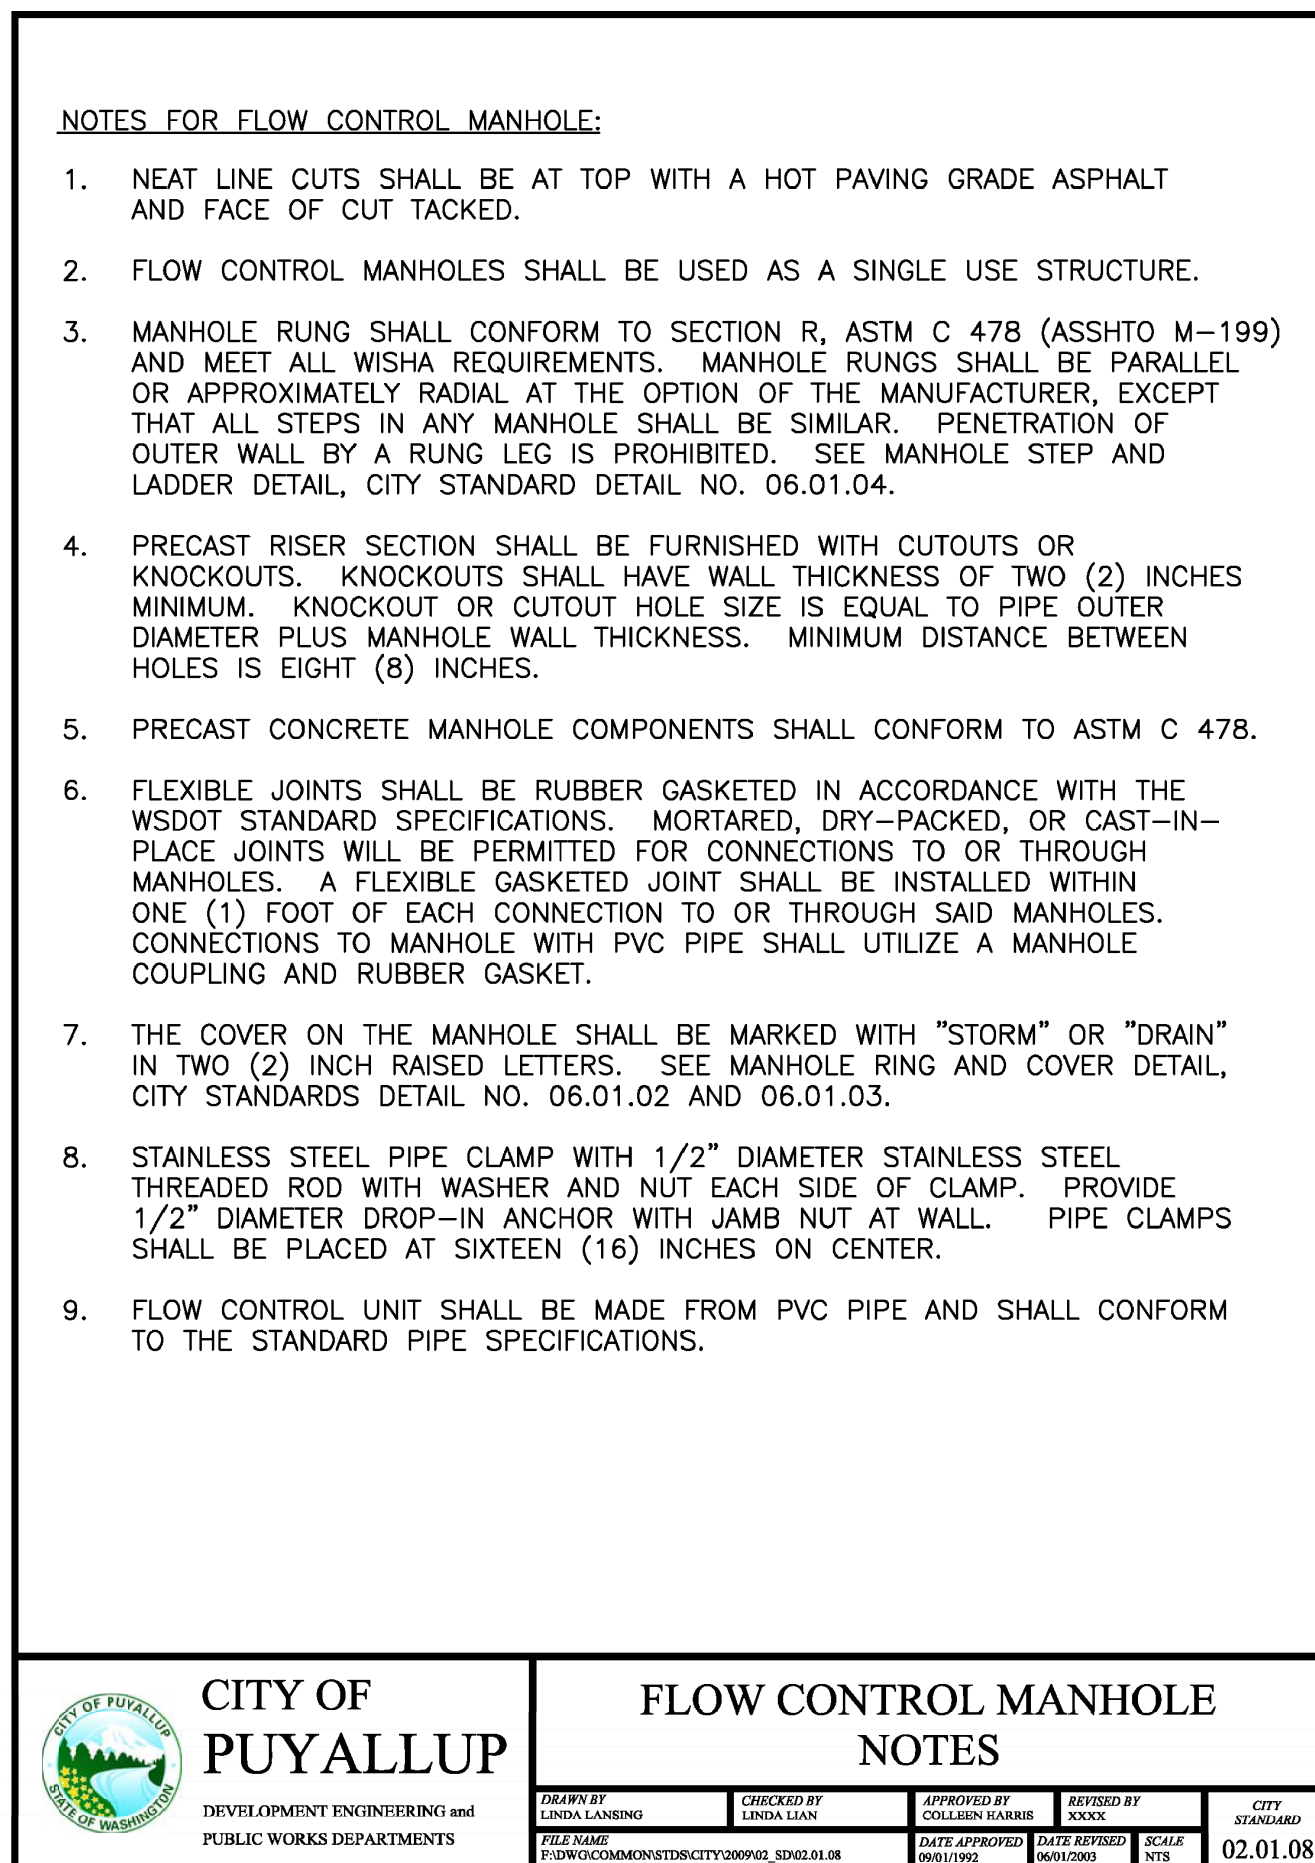 NOTES FOR FLOW CONTROL MANHOLE:
1. NEAT LINE CUTS SHALL BE AT TOP WITH A HOT PAVING GRADE ASPHALT
AND FACE OF CUT TACKED.
2. FLOW CONTROL MANHOLES SHALL BE USED AS A SINGLE USE STRUCTURE.
3. MANHOLE RUNG SHALL CONFORM TO SECTION R, ASTM C 478 (ASSHTO M-199)
AND MEET ALL WISHA REQUIREMENTS. MANHOLE RUNGS SHALL BE PARALLEL
OR APPROXIMATELY RADIAL AT THE OPTION OF THE MANUFACTURER, EXCEPT
THAT ALL STEPS IN ANY MANHOLE SHALL BE SIMILAR. PENETRATION OF
OUTER WALL BY A RUNG LEG IS PROHIBITED. SEE MANHOLE STEP AND
LADDER DETAIL, CITY STANDARD DETAIL NO. 06.01.04.
4. PRECAST RISER SECTION SHALL BE FURNISHED WITH CUTOUTS OR
KNOCKOUTS. KNOCKOUTS SHALL HAVE WALL THICKNESS OF TWO (2) INCHES
MINIMUM. KNOCKOUT OR CUTOUT HOLE SIZE IS EQUAL TO PIPE OUTER
DIAMETER PLUS MANHOLE WALL THICKNESS. MINIMUM DISTANCE BETWEEN
HOLES IS EIGHT (8) INCHES.
5. PRECAST CONCRETE MANHOLE COMPONENTS SHALL CONFORM TO ASTM C 478.
6. FLEXIBLE JOINTS SHALL BE RUBBER GASKETED IN ACCORDANCE WITH THE
WSDOT STANDARD SPECIFICATIONS. MORTARED, DRY-PACKED, OR CAST-IN-
PLACE JOINTS WILL BE PERMITTED FOR CONNECTIONS TO OR THROUGH
MANHOLES. A FLEXIBLE GASKETED JOINT SHALL BE INSTALLED WITHIN
ONE (1) FOOT OF EACH CONNECTION TO OR THROUGH SAID MANHOLES.
CONNECTIONS TO MANHOLE WITH PVC PIPE SHALL UTILIZE A MANHOLE
COUPLING AND RUBBER GASKET.
7. THE COVER ON THE MANHOLE SHALL BE MARKED WITH "STORM" OR "DRAIN"
IN TWO (2) INCH RAISED LETTERS. SEE MANHOLE RING AND COVER DETAIL,
CITY STANDARDS DETAIL NO. 06.01.02 AND 06.01.03.
8. STAINLESS STEEL PIPE CLAMP WITH 1/2" DIAMETER STAINLESS STEEL
THREADED ROD WITH WASHER AND NUT EACH SIDE OF CLAMP. PROVIDE
1/2" DIAMETER DROP-IN ANCHOR WITH JAMB NUT AT WALL. PIPE CLAMPS
SHALL BE PLACED AT SIXTEEN (16) INCHES ON CENTER.
9. FLOW CONTROL UNIT SHALL BE MADE FROM PVC PIPE AND SHALL CONFORM
TO THE STANDARD PIPE SPECIFICATIONS.
CITY OF PUYALLUP
STATE OF WASHINGTON
CITY OF
PUYALLUP
DEVELOPMENT ENGINEERING and
PUBLIC WORKS DEPARTMENTS
FLOW CONTROL MANHOLE
NOTES
DRAWN BY
LINDA LANSING
CHECKED BY
LINDA LIAN
APPROVED BY
COLLEEN HARRIS
REVISED BY
XXXX
FILE NAME
F:\DWG\COMMON\STDS\CITY\2009\02_SD\02.01.08
DATE APPROVED
09/01/1992
DATE REVISED
06/01/2003
SCALE
NTS
CITY
STANDARD
02.01.08